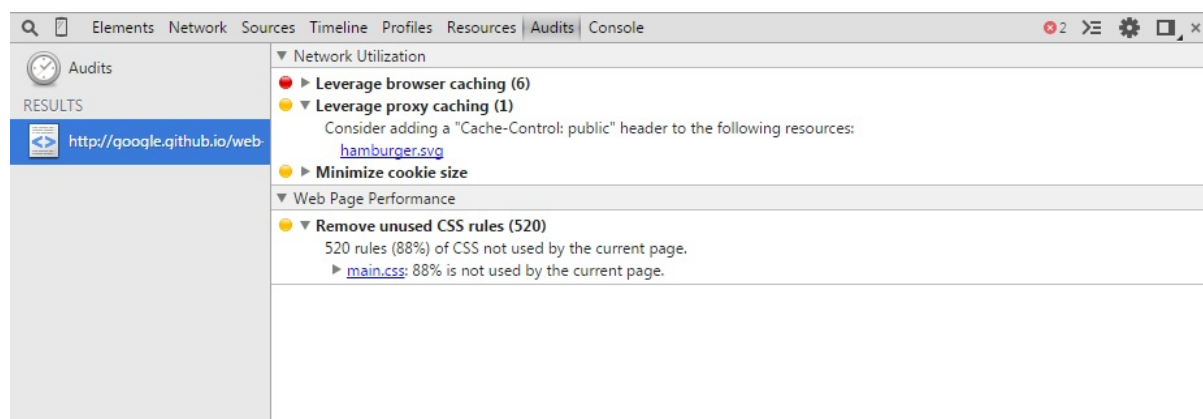 Elements Network Sources Timeline Profiles Resources Audits Console 2
Audits
RESULTS
http://google.github.io/web-
Network Utilization
Leverage browser caching (6)
Leverage proxy caching (1)
Consider adding a "Cache-Control: public" header to the following resources:
hamburger.svg
Minimize cookie size
Web Page Performance
Remove unused CSS rules (520)
520 rules (88%) of CSS not used by the current page.
main.css: 88% is not used by the current page.